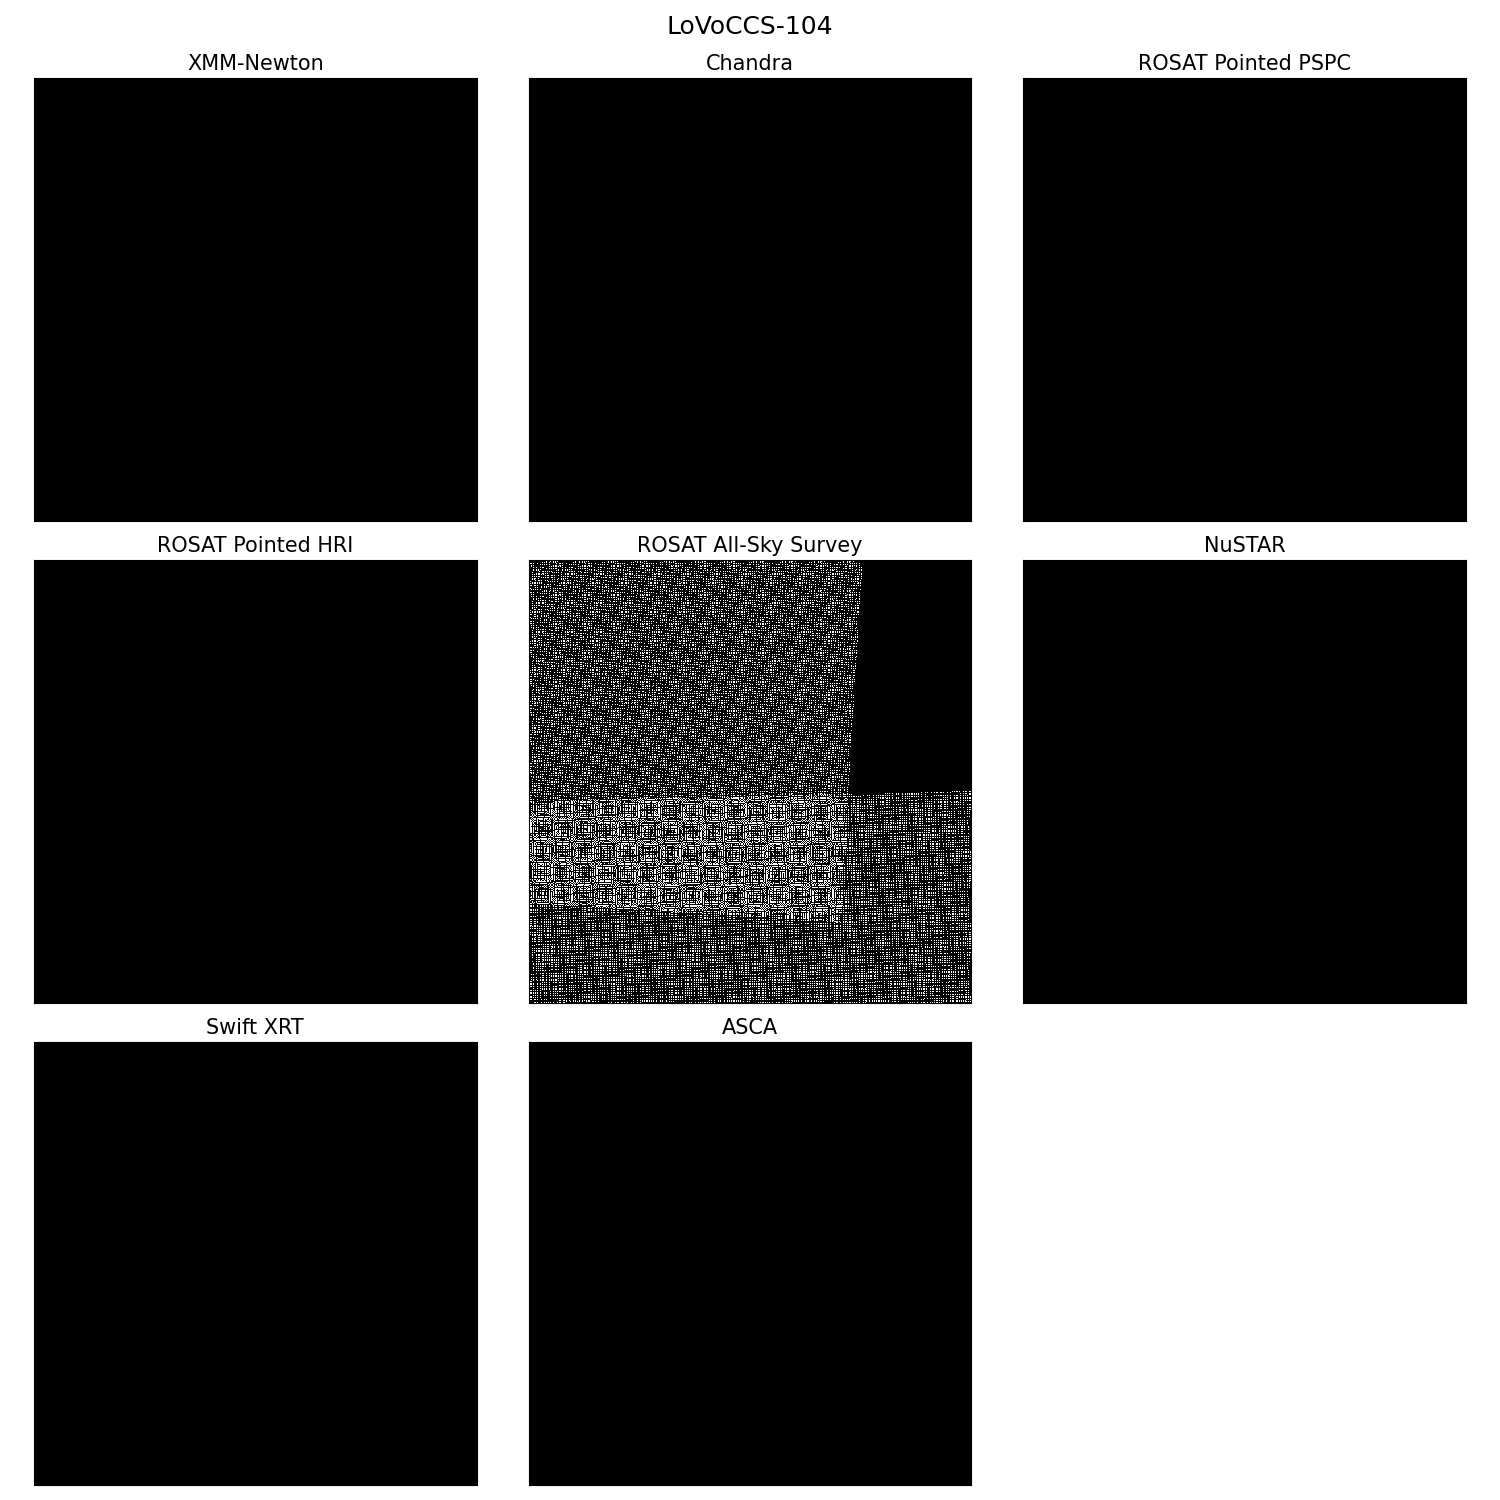 LoVoCCS-104
XMM-Newton
Chandra
ROSAT Pointed PSPC
ROSAT Pointed HRI
ROSAT All-Sky Survey
NuSTAR
Swift XRT
ASCA